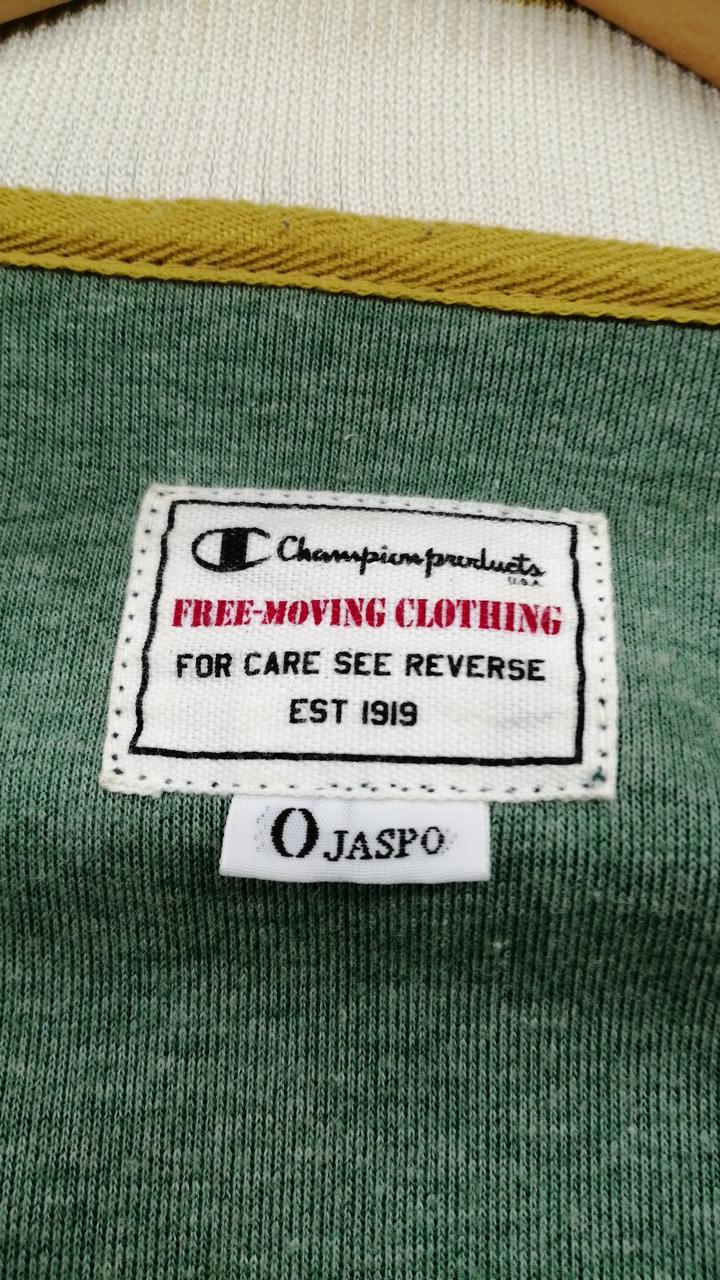 Champion products
U.S.A.
FREE-MOVING CLOTHING
FOR CARE SEE REVERSE
EST 1919
O JASPO